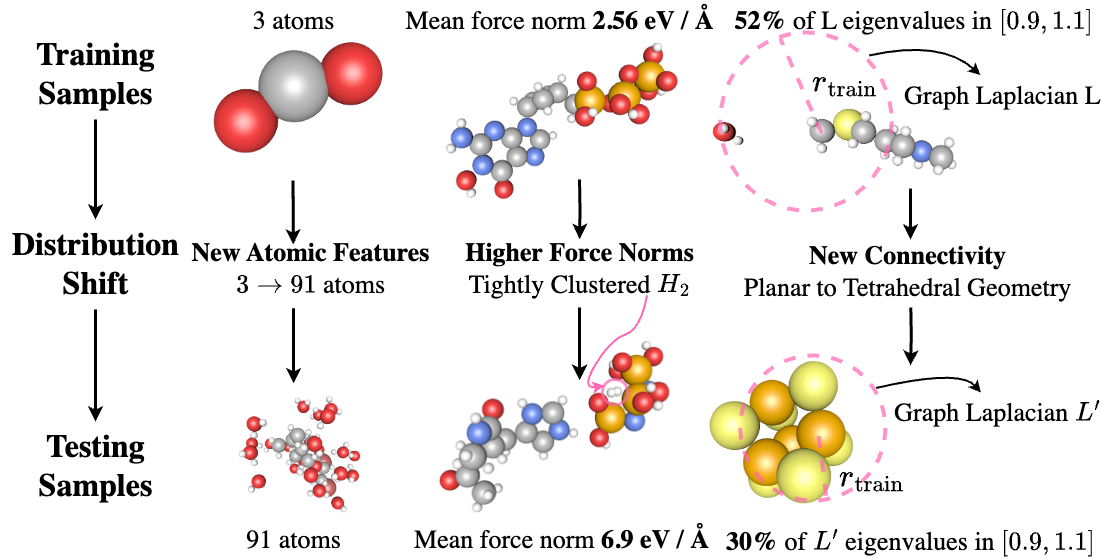 Training
Samples
3 atoms
Mean force norm 2.56 eV / Å
52% of L eigenvalues in [0.9, 1.1]
r_train
Graph Laplacian L
Distribution
Shift
New Atomic Features
3 → 91 atoms
Higher Force Norms
Tightly Clustered H₂
New Connectivity
Planar to Tetrahedral Geometry
Testing
Samples
Graph Laplacian L′
r_train
91 atoms
Mean force norm 6.9 eV / Å
30% of L′ eigenvalues in [0.9, 1.1]